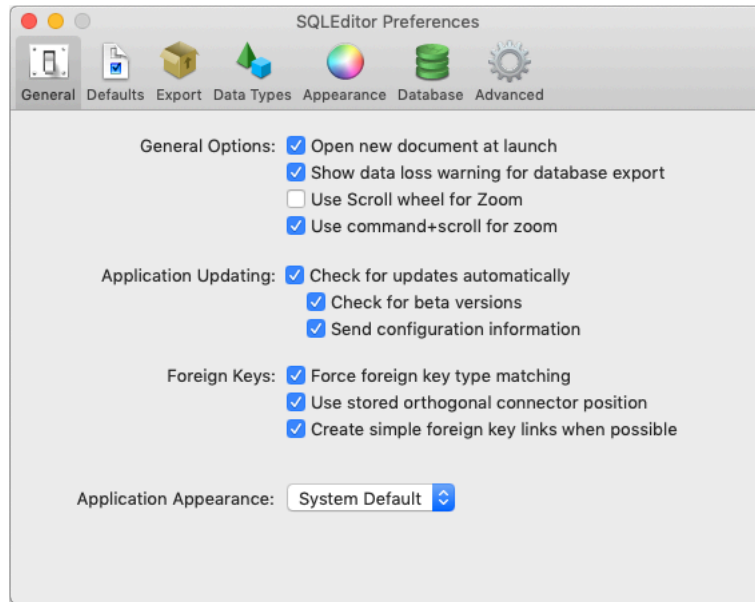 SQLEditor Preferences
General Defaults Export Data Types Appearance Database Advanced
General Options: Open new document at launch
Show data loss warning for database export
Use Scroll wheel for Zoom
Use command+scroll for zoom
Application Updating: Check for updates automatically
Check for beta versions
Send configuration information
Foreign Keys: Force foreign key type matching
Use stored orthogonal connector position
Create simple foreign key links when possible
Application Appearance: System Default